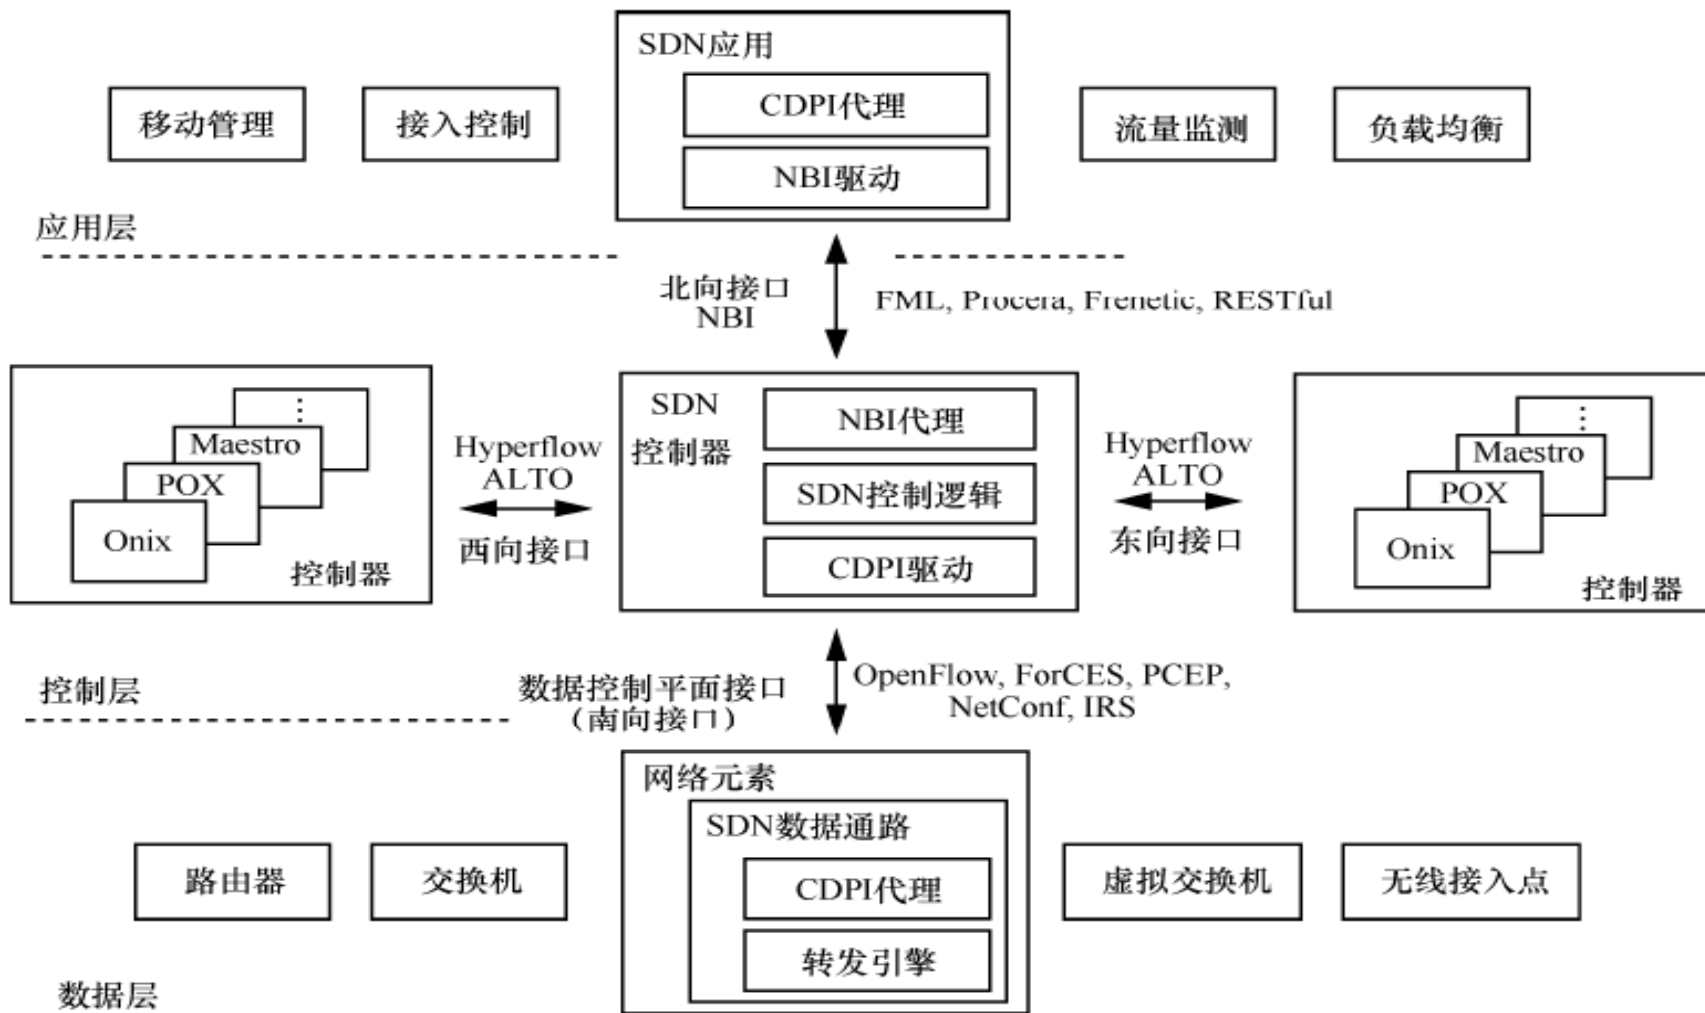 SDN应用
CDPI代理
NBI驱动
移动管理
接入控制
流量监测
负载均衡
应用层
北向接口
NBI
FML, Procera, Frenetic, RESTful
⋮
Maestro
POX
Onix
控制器
Hyperflow
ALTO
西向接口
SDN
控制器
NBI代理
SDN控制逻辑
CDPI驱动
Hyperflow
ALTO
东向接口
⋮
Maestro
POX
Onix
控制器
控制层
数据控制平面接口
(南向接口)
OpenFlow, ForCES, PCEP,
NetConf, IRS
网络元素
SDN数据通路
CDPI代理
转发引擎
路由器
交换机
虚拟交换机
无线接入点
数据层